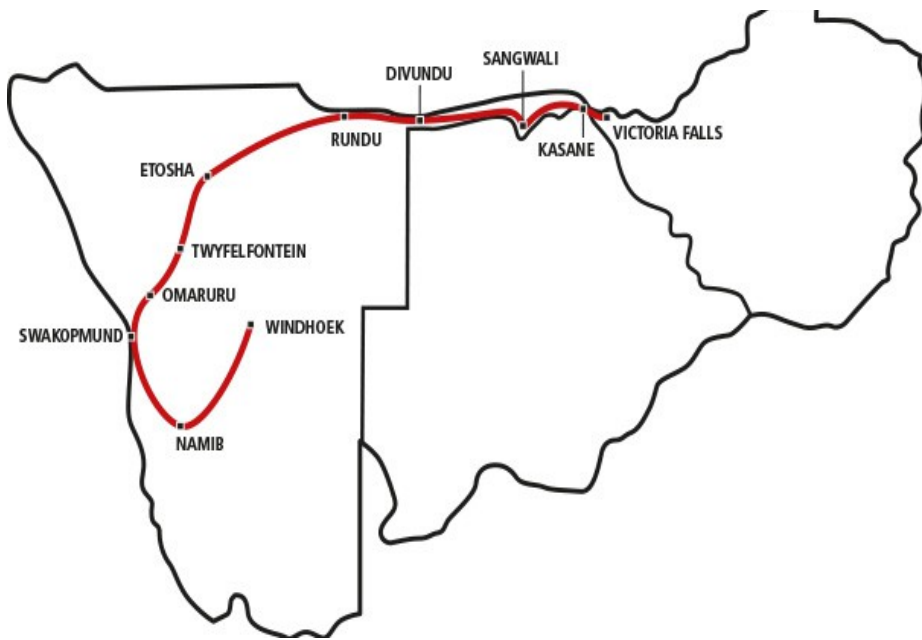 SANGWALI
DIVUNDU
VICTORIA FALLS
RUNDU
KASANE
ETOSHA
TWYFELFONTEIN
OMARURU
WINDHOEK
SWAKOPMUND
NAMIB